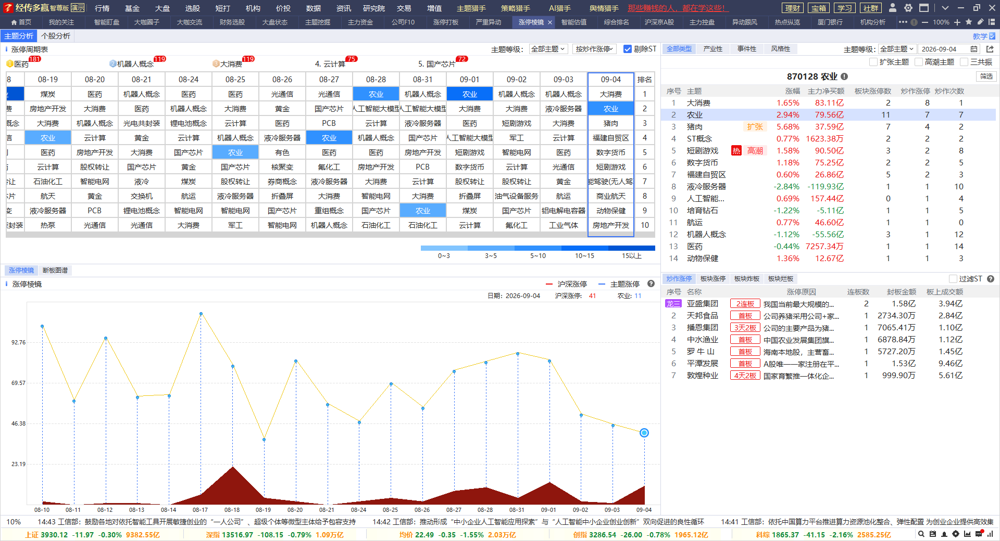 经传多赢 智尊版 演示 行情 基金 大盘 选股 短打 机构 价投 数据 资讯 研究院 交易 增值 主题猎手 策略猎手 AI猎手 舆情猎手 那些赚钱的人，都在学这些！ 理财 宝箱 学习 社群
首页 我的关注 智能盯盘 大咖圈子 大咖交流 财务选股 大盘状态 主题挖掘 主力资金 公司F10 涨停打板 严重异动 涨停棱镜 × 智能估值 综合排名 沪深京A股 主力控盘 异动跟风 热点纵览 厦门银行 机构分析 100%
主题分析 个股分析 教学
涨停周期表 主题等级： 全部主题 按炒作涨停 剔除ST
1 医药 181 2 机器人概念 119 3 大消费 119 4. 云计算 75 5. 国产芯片 72
8 08-19 08-20 08-21 08-24 08-25 08-26 08-27 08-28 08-31 09-01 09-02 09-03 09-04 排名
煤炭 医药 机器人概念 医药 医药 光通信 光通信 农业 机器人概念 农业 机器人概念 机器人概念 大消费 1
费 房地产开发 大消费 医药 机器人概念 大消费 黄金 国产芯片 人工智能大模型 人工智能大模型 大消费 大消费 液冷服务器 农业 2
概念 大消费 机器人概念 光电共封装 锂电池概念 云计算 医药 PCB 云计算 液冷服务器 医药 短剧游戏 大消费 猪肉 3
信 农业 云计算 黄金 云计算 机器人概念 液冷服务器 农业 机器人概念 国产芯片 人工智能大模型 军工 云计算 福建自贸区 4
医药 房地产开发 大消费 国产芯片 农业 有色 医药 医药 房地产开发 短剧游戏 智能电网 医药 数字货币 5
云计算 股权转让 国产芯片 黄金 国产芯片 核聚变 氟化工 房地产开发 PCB 数字货币 云计算 光通信 短剧游戏 6
转让 石油化工 智能电网 液冷 煤炭 股权转让 券商概念 液冷服务器 大消费 云计算 股权转让 股权转让 黄金 能驾驶(无人驾 7
芯片 航天 黄金 交换机 航运 液冷服务器 折叠屏 大消费 智能电网 大消费 折叠屏 油气设备服务 航运 商业航天 8
变 液冷服务器 PCB 锂电池概念 智能电网 智能电网 国产芯片 重组概念 国产芯片 农业 煤炭 国产芯片 铝电解电容器 动物保健 9
封装 热泵 光通信 光通信 大消费 军工 智能电网 机器人概念 石油化工 石油化工 云计算 氟化工 工业气体 房地产开发 10
0~3 3~5 5~10 10~15 15以上
涨停棱镜 断板图谱
涨停棱镜 沪深涨停 主题涨停
日期: 2026-09-04 沪深涨停: 41 农业: 11
92.76
69.57
46.38
23.19
08-10 08-11 08-12 08-13 08-14 08-17 08-18 08-19 08-20 08-21 08-24 08-25 08-26 08-27 08-28 08-31 09-01 09-02 09-03 09-04
全部类型 产业性 事件性 风格性 主题等级： 全部主题 2026-09-04
扩张主题 高潮主题 三共振
870128 农业 筛选
序号 主题 涨幅 主力净买额 板块涨停数 炒作涨停 炒作次数
1 大消费 1.65% 83.11亿 2 8 1
2 农业 2.94% 79.56亿 11 7 7
3 猪肉 扩张 5.68% 37.59亿 7 4 2
4 ST概念 0.77% 1623.38万 2 2 2
5 短剧游戏 热 高潮 1.58% 90.50亿 3 2 8
6 数字货币 1.18% 75.25亿 2 2 5
7 福建自贸区 0.60% 26.86亿 5 2 3
8 液冷服务器 -2.84% -119.93亿 1 1 10
9 人工智能... 0.69% 157.44亿 0 1 4
10 培育钻石 -1.22% -5.11亿 1 1 5
11 航运 0.77% 46.60亿 1 1 0
12 机器人概念 -1.12% -55.56亿 3 1 12
13 医药 -0.44% 7257.34万 1 1 14
14 动物保健 1.36% 12.67亿 1 1 3
炒作涨停 板块涨停 板块炸板 板块烂板 过滤ST
序号 名称 涨停原因 连板数 封板金额 板上成交额
龙三 亚盛集团 2连板 我国当前最大规模的... 2 1.58亿 3.94亿
2 天邦食品 首板 公司养猪采用公司+家... 1 2734.30万 2.84亿
3 播恩集团 3天2板 公司的主要产品为猪... 1 7065.41万 1.10亿
4 中水渔业 首板 中国农业发展集团旗... 1 6878.84万 1.12亿
5 罗 牛 山 首板 海南本地股，主营畜... 1 5727.20万 1.45亿
6 平潭发展 首板 A股唯一一家注册在平... 1 1.53亿 9.46亿
7 敦煌种业 4天2板 国家育繁推一体化企... 1 999.90万 5.61亿
10% 14:43 工信部：鼓励各地对依托智能工具开展敏捷创业的“一人公司”、超级个体等微型主体给予包容支持 14:42 工信部：推动形成“中小企业人工智能应用探索”与“人工智能中小企业创业创新”双向促进的良性循环 14:41 工信部：依托中国算力平台推进算力资源池化整合、弹性配置 为创业企业提供高效集
上证 3930.12 -11.97 -0.30% 9382.55亿 深指 13516.97 -108.15 -0.79% 1.09万亿 均价 22.49 -0.35 -1.55% 2.03万亿 创指 3286.54 -26.00 -0.78% 1965.12亿 科综 1865.37 -41.15 -2.16% 2585.25亿